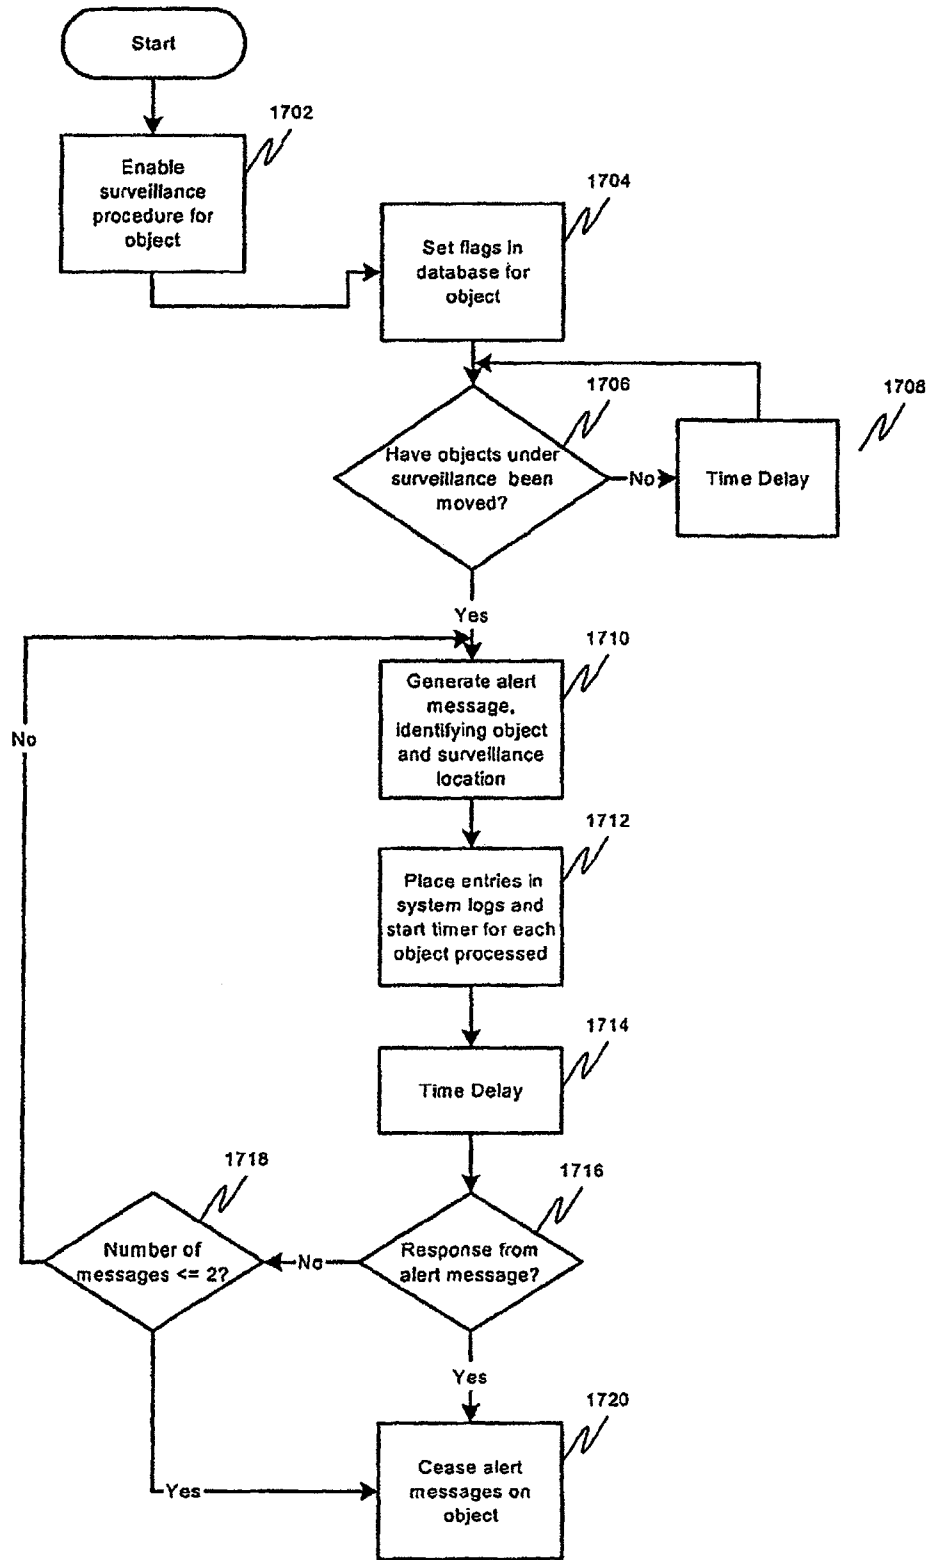 Start
1702
Enable
surveillance
procedure for
object
1704
Set flags in
database for
object
1706
Have objects under
surveillance been
moved?
No
1708
Time Delay
Yes
1710
Generate alert
message,
identifying object
and surveillance
location
No
1712
Place entries in
system logs and
start timer for each
object processed
1714
Time Delay
1716
Response from
alert message?
No
1718
Number of
messages <= 2?
Yes
1720
Cease alert
messages on
object
Yes